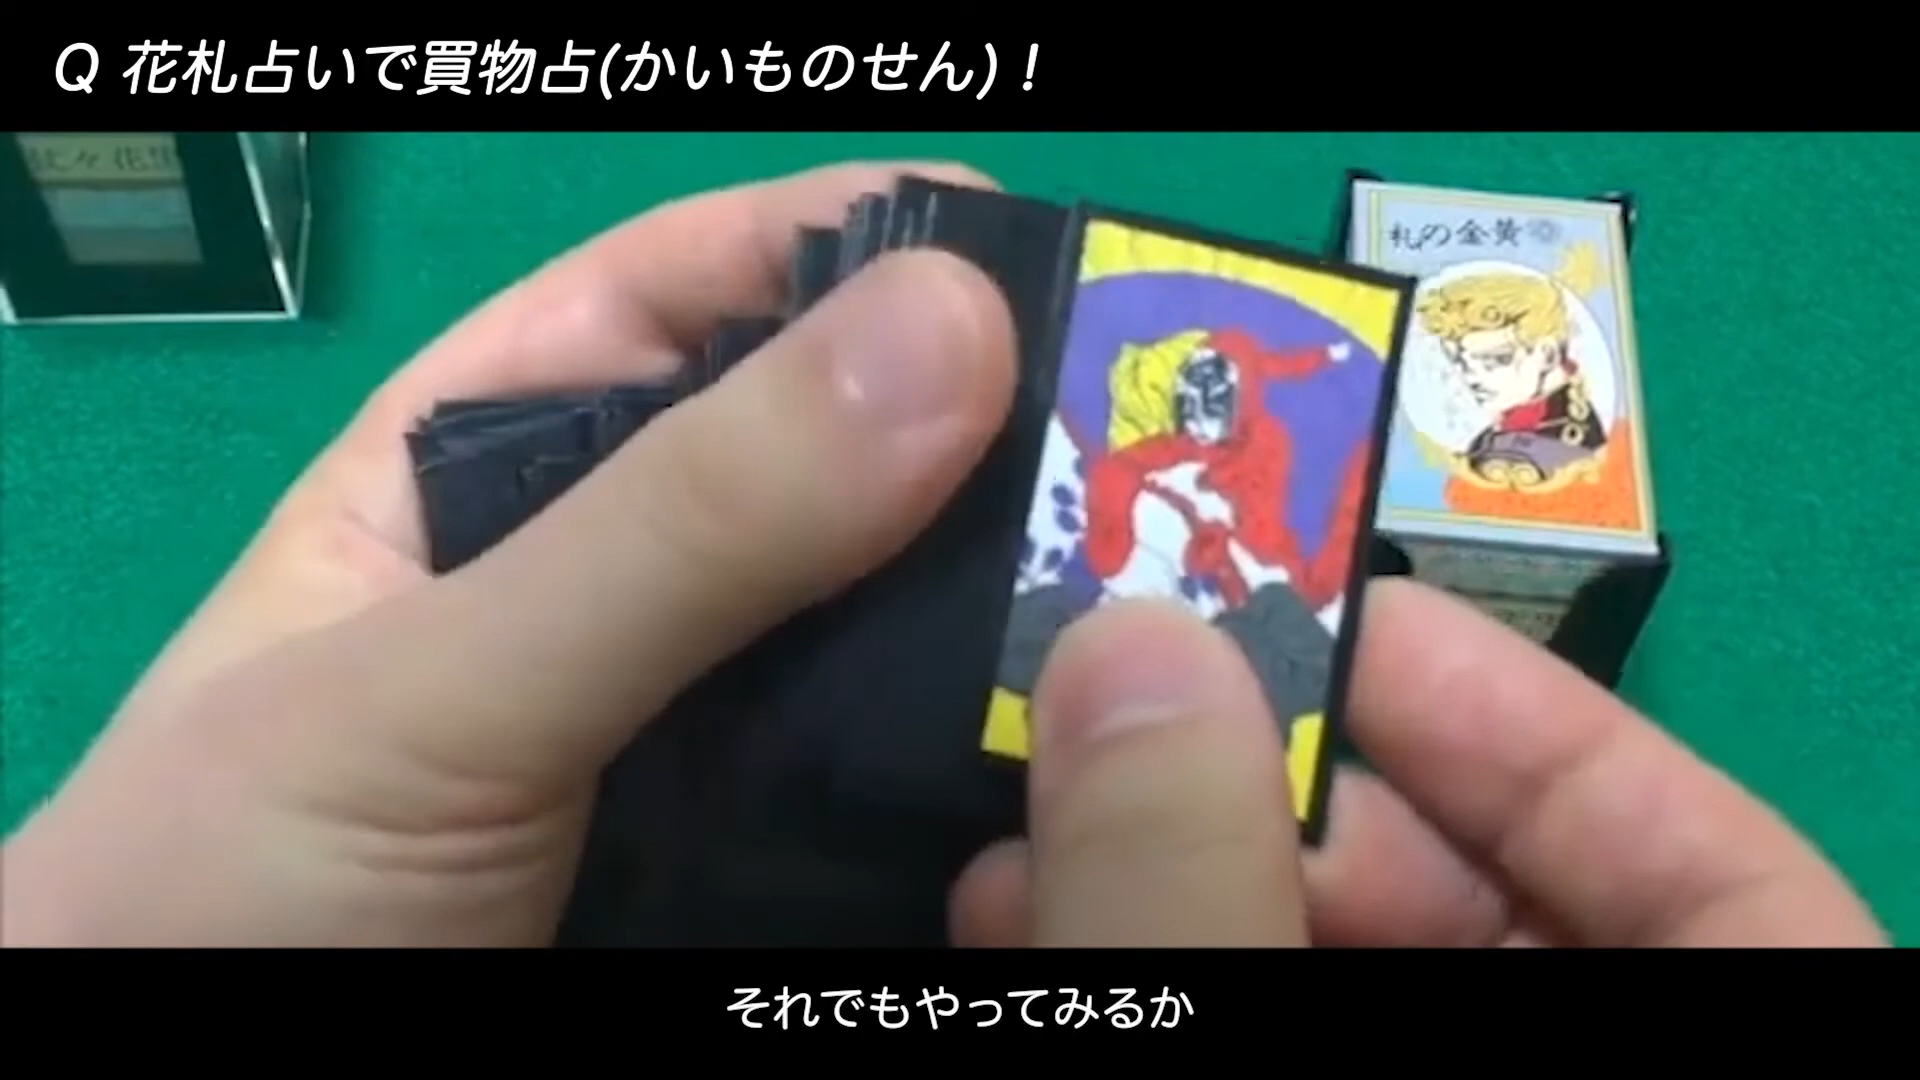 Q 花札占いで買物占(かいものせん)！
札の金黄
それでもやってみるか